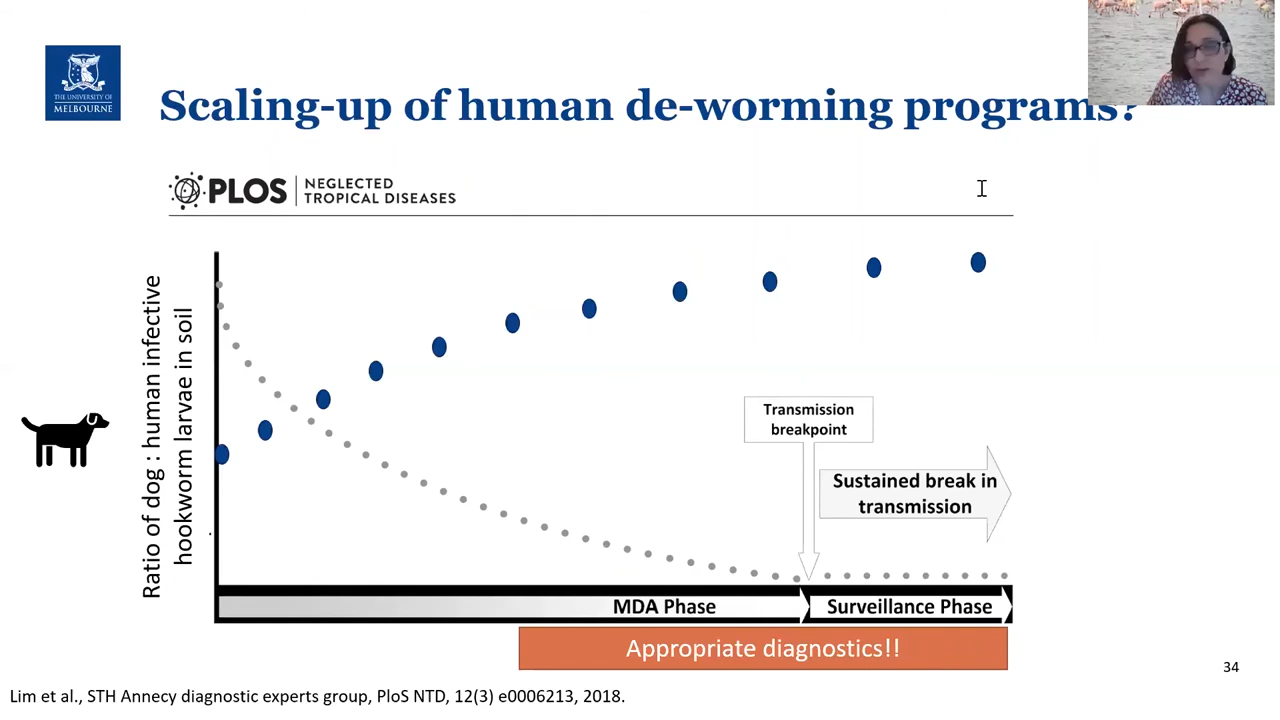 THE UNIVERSITY OF
MELBOURNE
Scaling-up of human de-worming programs?
PLOS
NEGLECTED
TROPICAL DISEASES
Ratio of dog : human infective
hookworm larvae in soil
Transmission
breakpoint
Sustained break in
transmission
MDA Phase
Surveillance Phase
Appropriate diagnostics!!
34
Lim et al., STH Annecy diagnostic experts group, PloS NTD, 12(3) e0006213, 2018.